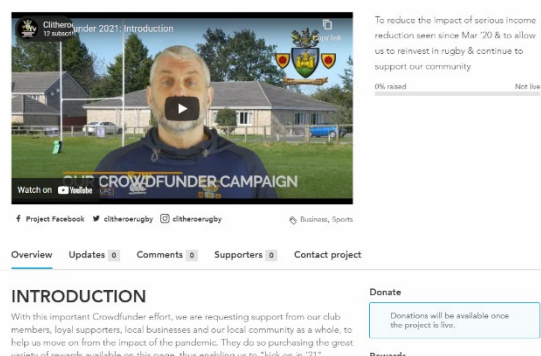 Clitheroe
under 2021: Introduction
12 subscri
Copy link
OUR CROWDFUNDER CAMPAIGN
Watch on YouTube
To reduce the impact of serious income
reduction seen since Mar '20 & to allow
us to reinvest in rugby & continue to
support our community
0% raised
Not live
Project Facebook
clitheroerugby
clitheroerugby
Business, Sports
Overview
Updates 0
Comments 0
Supporters 0
Contact project
INTRODUCTION
With this important Crowdfunder effort, we are requesting support from our club
members, loyal supporters, local businesses and our local community as a whole, to
help us move on from the impact of the pandemic. They do so purchasing the great
variety of rewards available on this page, thus enabling us to "kick on in '21".
Donate
Donations will be available once
the project is live.
Rewards